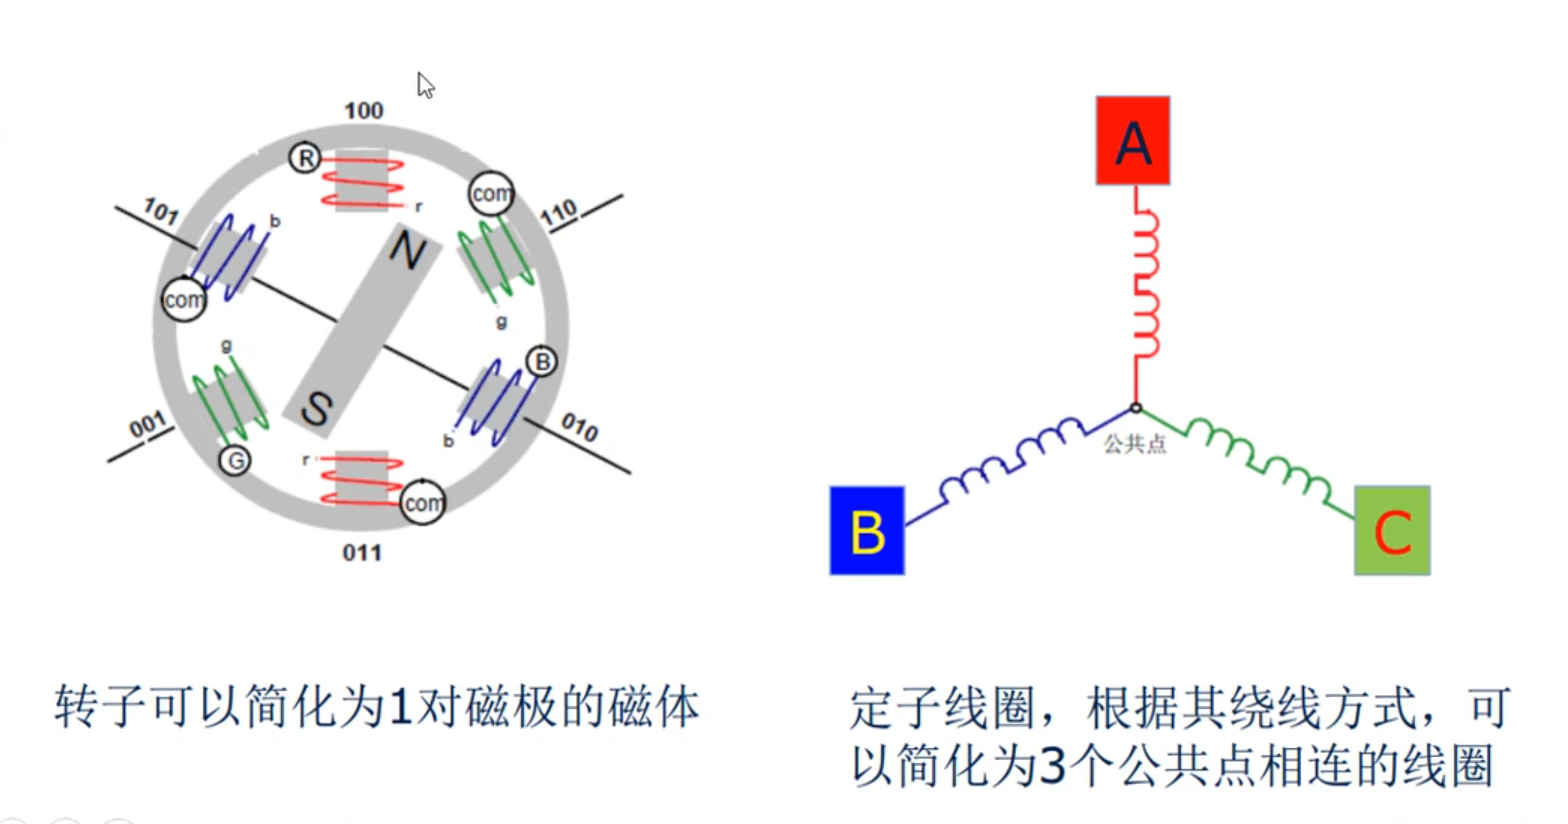 100
R
com
r
101
110
b
N
com
g
g
B
S
001
010
b
G
r
com
011
A
公共点
B
C
转子可以简化为1对磁极的磁体
定子线圈，根据其绕线方式，可
以简化为3个公共点相连的线圈